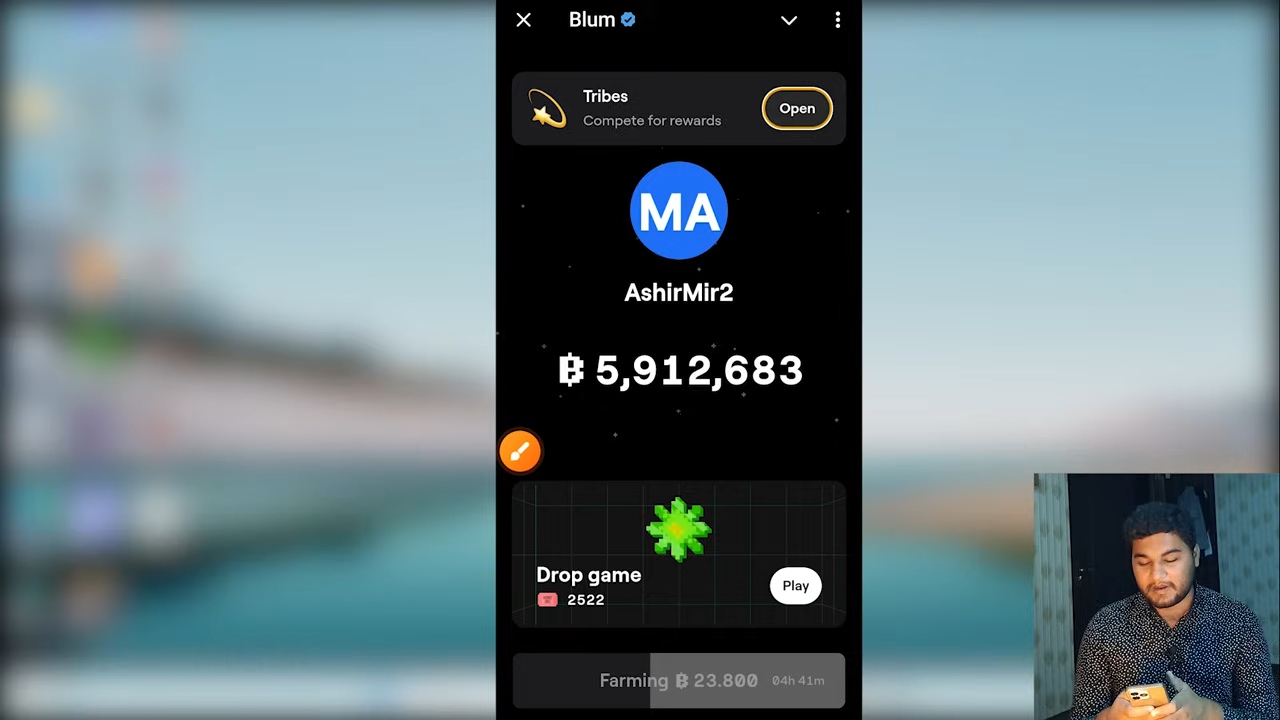 Blum
Tribes
Compete for rewards
Open
MA
AshirMir2
5,912,683
Drop game
2522
Play
Farming 23.800 04h 41m